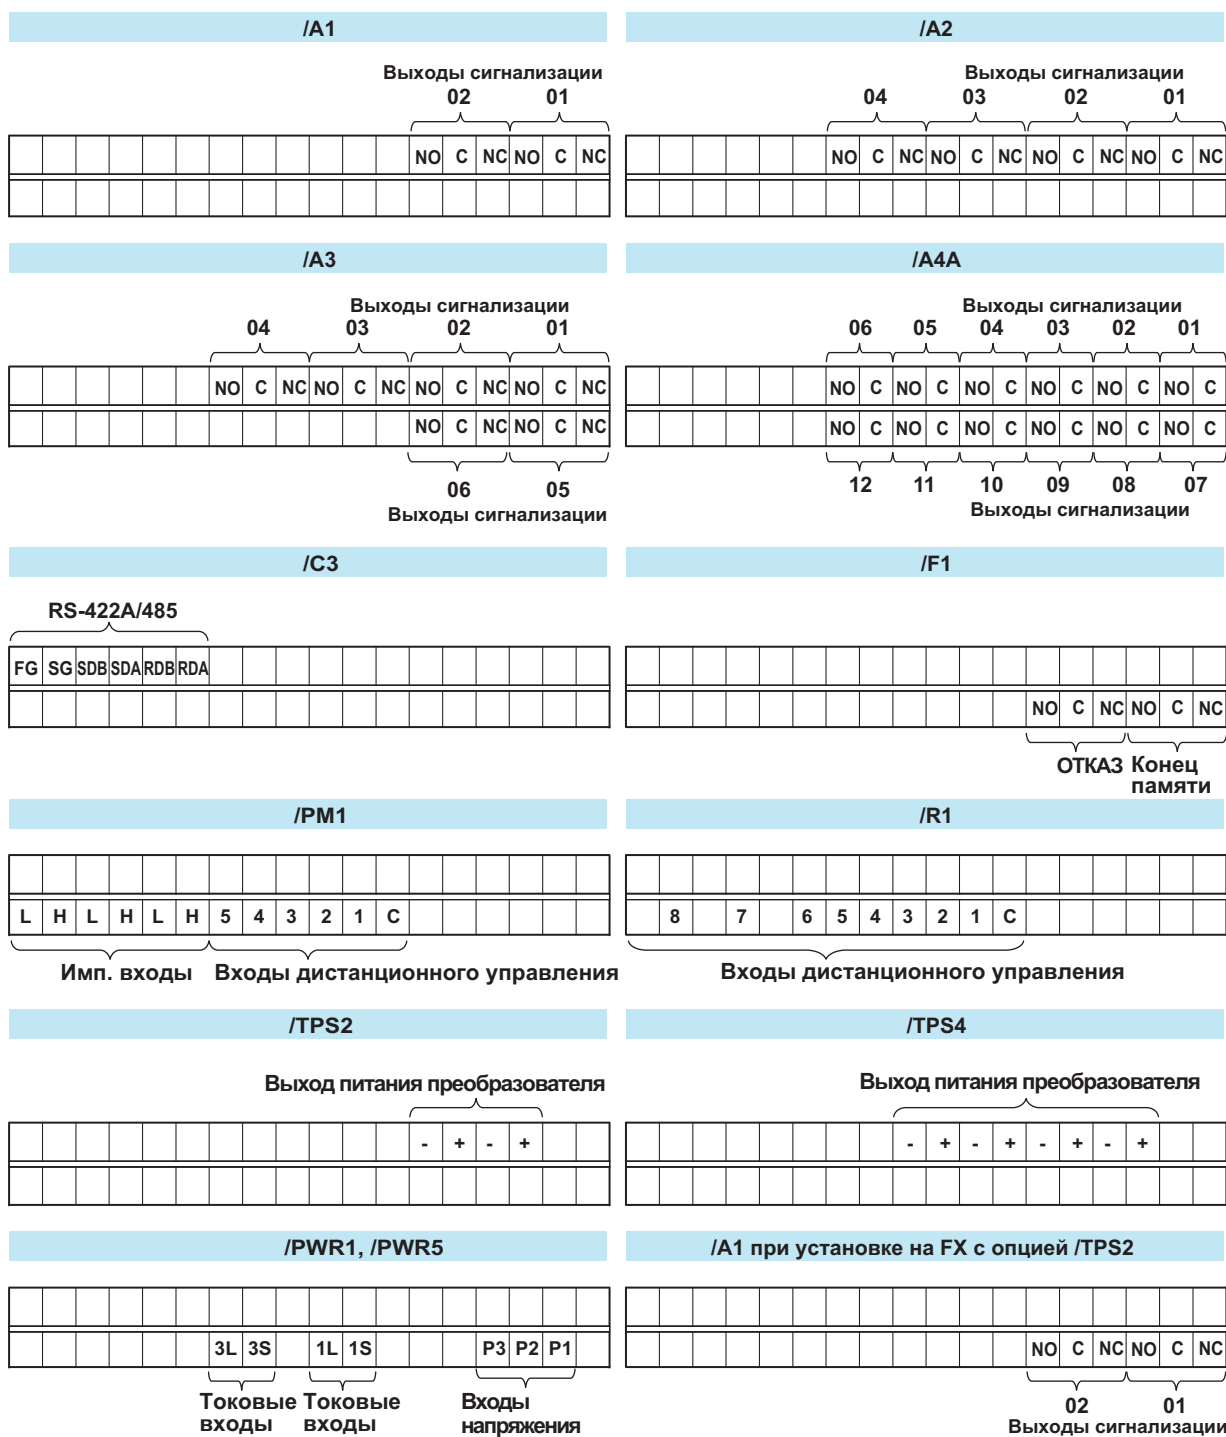 /A1
Выходы сигнализации
02 01
NO C NC NO C NC
/A2
Выходы сигнализации
04 03 02 01
NO C NC NO C NC NO C NC NO C NC
/A3
Выходы сигнализации
04 03 02 01
NO C NC NO C NC NO C NC NO C NC
NO C NC NO C NC
06 05
Выходы сигнализации
/A4A
Выходы сигнализации
06 05 04 03 02 01
NO C NO C NO C NO C NO C NO C
NO C NO C NO C NO C NO C NO C
12 11 10 09 08 07
Выходы сигнализации
/C3
RS-422A/485
FG SG SDB SDA RDB RDA
/F1
NO C NC NO C NC
ОТКАЗ Конец
памяти
/PM1
L H L H L H 5 4 3 2 1 C
Имп. входы Входы дистанционного управления
/R1
8 7 6 5 4 3 2 1 C
Входы дистанционного управления
/TPS2
Выход питания преобразователя
- + - +
/TPS4
Выход питания преобразователя
- + - + - + - +
/PWR1, /PWR5
3L 3S 1L 1S P3 P2 P1
Токовые Токовые Входы
входы входы напряжения
/A1 при установке на FX с опцией /TPS2
NO C NC NO C NC
02 01
Выходы сигнализации